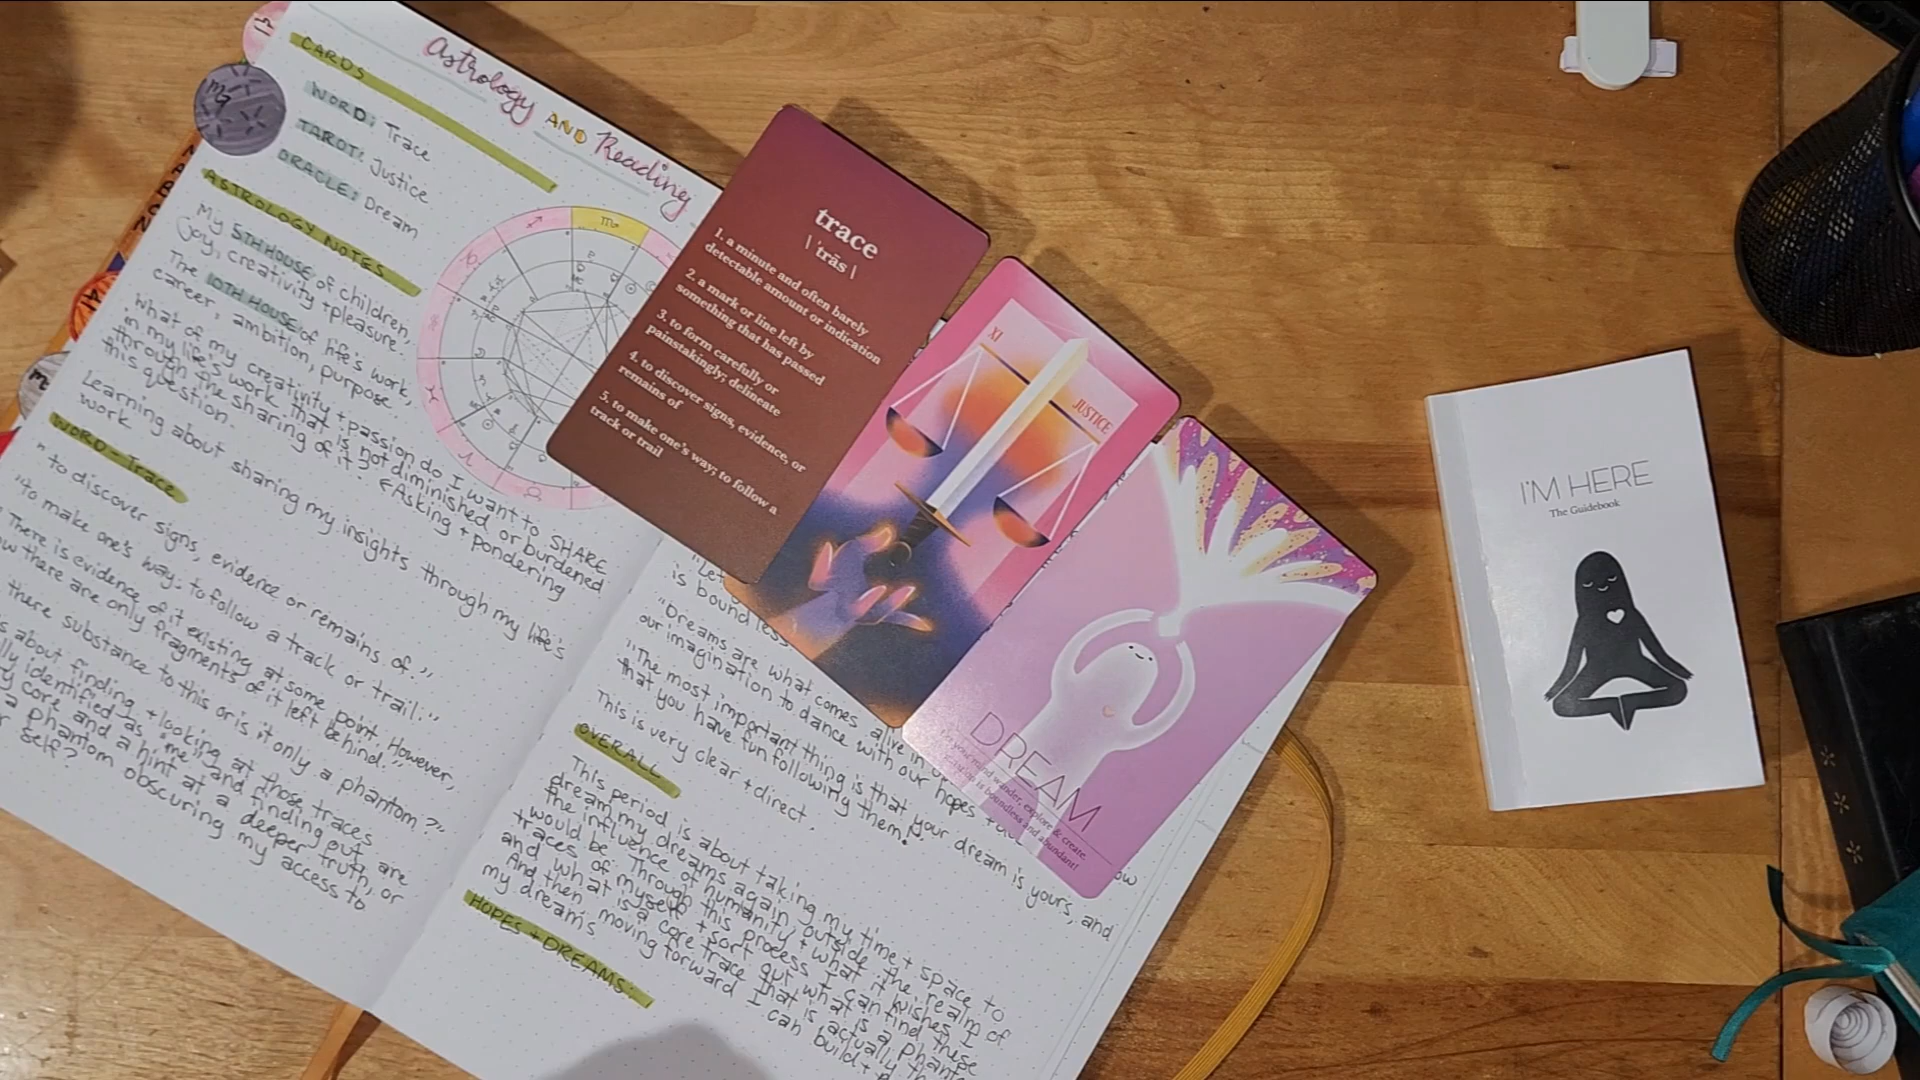 Astrology AND Reading
CARDS
WORD: Trace
TAROT: Justice
ORACLE: Dream
ASTROLOGY NOTES
My 5TH HOUSE of children,
joy, creativity + pleasure.
The 10TH HOUSE of life's work,
career, ambition, purpose.
What of my creativity + passion do I want to SHARE
in my life's work that is not diminished or burdened
through the sharing of it? - Asking + pondering
this question.
Learning about sharing my insights through my life's
work.
WORD - Trace
"to discover signs, evidence or remains of."
"to make one's way: to follow a track or trail:"
There is evidence of it existing at some point. However,
there are only fragments of it left behind."
there substance to this or is it only a phantom?"
about finding + looking at those traces
identified as "me" and finding out are
core and a hint at a deeper truth, or
a phantom obscuring my access to
self?
trace
\ ˈtrās \
1. a minute and often barely
detectable amount or indication
2. a mark or line left by
something that has passed
3. to form carefully or
painstakingly; delineate
4. to discover signs, evidence, or
remains of
5. to make one's way; to follow a
track or trail
XI
JUSTICE
DREAM
Let your mind wander, explore & create.
is boundless and abundant!
"Let
is boundless
"Dreams are what comes alive
our imagination to dance with our hopes
"The most important thing is that your dream is yours, and
that you have fun following them."
This is very clear + direct.
OVERALL
This period is about taking my time + space to
dream my dreams again, outside the realm of
the influence of humanity + what it wishes I
would be. Through this process I can find these
traces of myself + sort out what is a phantom
and what is a core trace that is actually
And then moving forward I can build +
my dreams
HOPES + DREAMS:
I'M HERE
The Guidebook